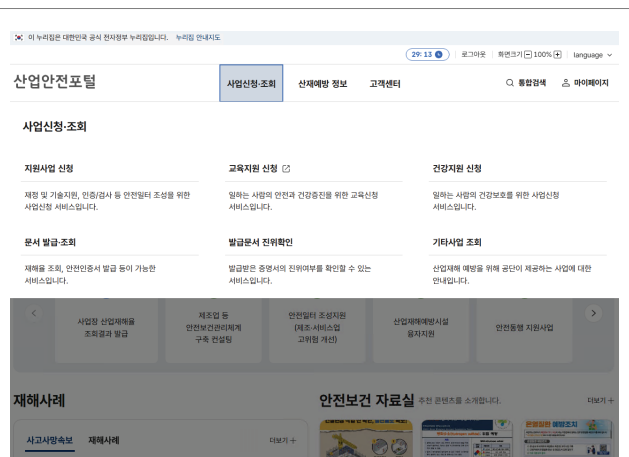 이 누리집은 대한민국 공식 전자정부 누리집입니다. 누리집 안내지도
29: 13 로그아웃 화면크기 - 100% + language
산업안전포털 사업신청·조회 산재예방 정보 고객센터 통합검색 마이페이지
사업신청·조회
지원사업 신청 교육지원 신청 건강지원 신청
재정 및 기술지원, 인증/검사 등 안전일터 조성을 위한 일하는 사람의 안전과 건강증진을 위한 교육신청 일하는 사람의 건강보호를 위한 사업신청
사업신청 서비스입니다. 서비스입니다. 서비스입니다.
문서 발급·조회 발급문서 진위확인 기타사업 조회
재해율 조회, 안전인증서 발급 등이 가능한 발급받은 증명서의 진위여부를 확인할 수 있는 산업재해 예방을 위해 공단이 제공하는 사업에 대한
서비스입니다. 서비스입니다. 안내입니다.
사업장 산업재해율 제조업 등 안전일터 조성지원 산업재해예방시설 안전동행 지원사업
조회결과 발급 안전보건관리체계 (제조·서비스업 융자지원
구축 컨설팅 고위험 개선)
재해사례 안전보건 자료실 추천 콘텐츠를 소개합니다. 더보기 +
사고사망속보 재해사례 더보기 +
온열질환 예방조치